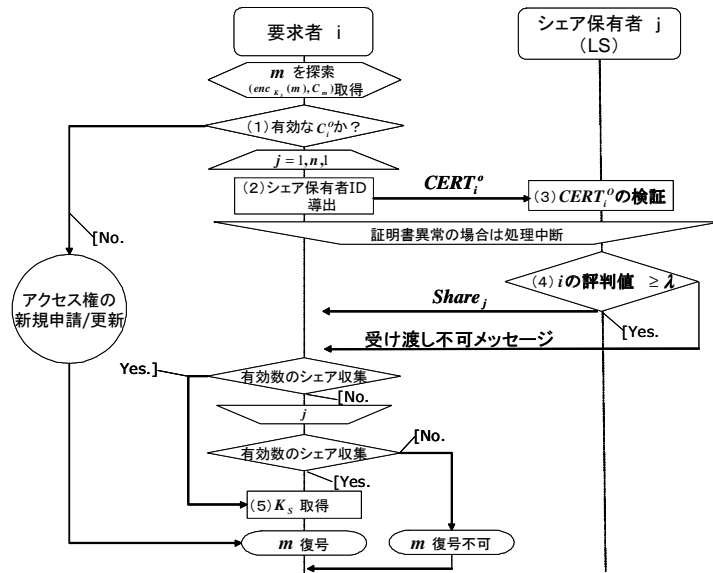 要求者 i
シェア保有者 j
(LS)
m を探索
(enc_{K_s}(m), C_m)取得
(1)有効なC_i^oか？
j = 1, n, 1
(2)シェア保有者ID
導出
CERT_i^o
(3)CERT_i^oの検証
証明書異常の場合は処理中断
[No.
(4) iの評判値 ≥ λ
アクセス権の
新規申請/更新
Share_j
[Yes.
受け渡し不可メッセージ
Yes.]
有効数のシェア収集
[No.
j
有効数のシェア収集
[No.
[Yes.
(5)K_S 取得
m 復号
m 復号不可